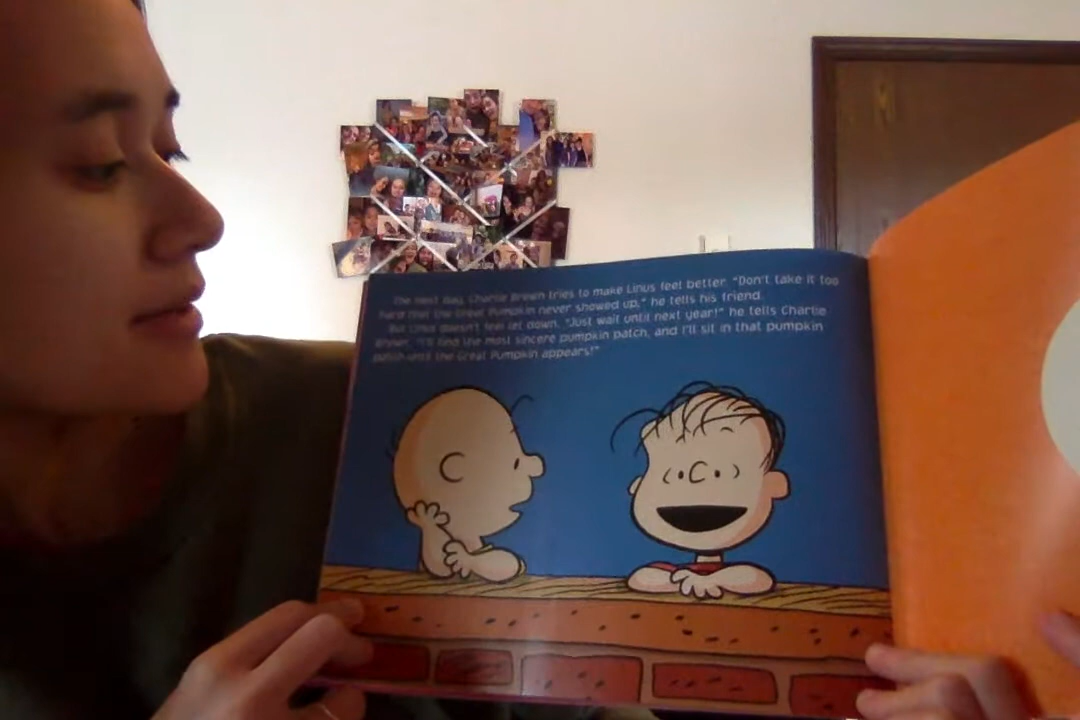 The next day, Charlie Brown tries to make Linus feel better. "Don't take it too
hard that the Great Pumpkin never showed up," he tells his friend.
But Linus doesn't feel let down. "Just wait until next year!" he tells Charlie
Brown. "I'll find the most sincere pumpkin patch, and I'll sit in that pumpkin
patch until the Great Pumpkin appears!"